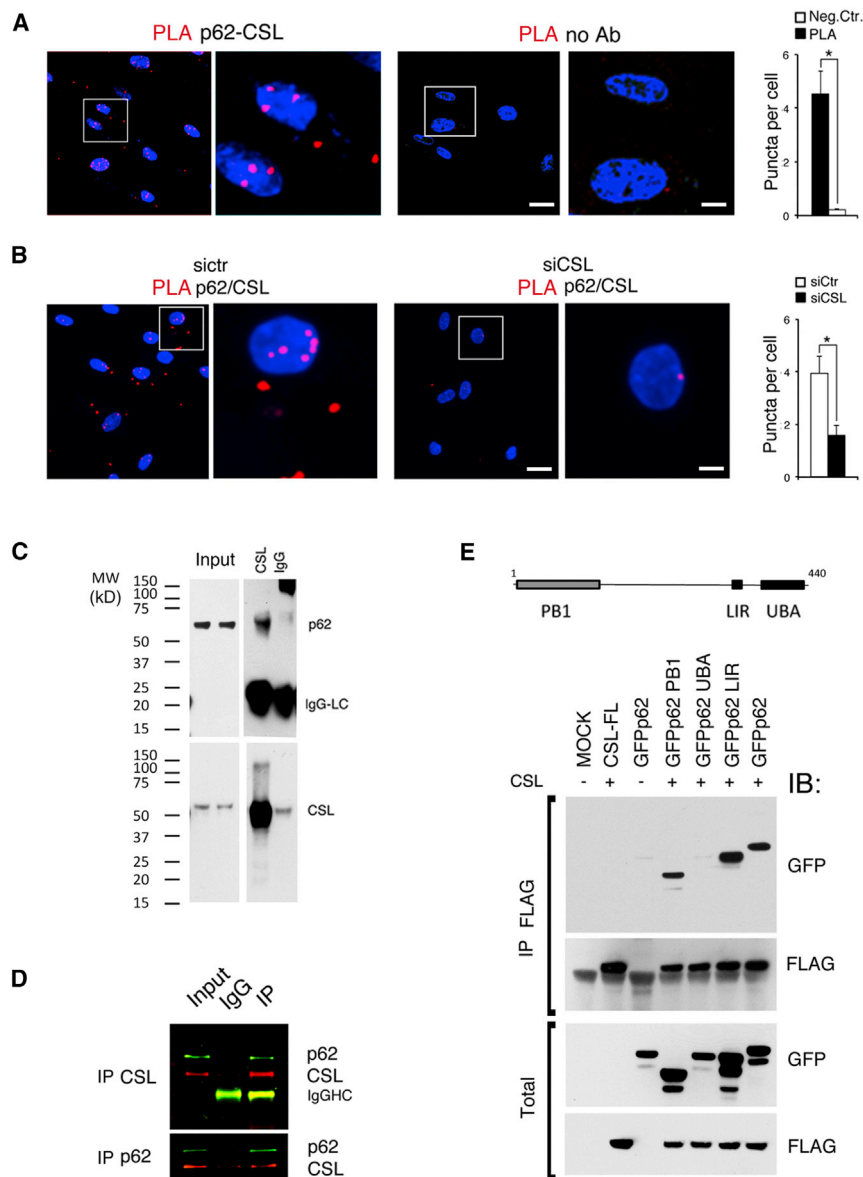 A
PLA p62-CSL
PLA no Ab
Neg.Ctr.
PLA
*
Puncta per cell
6
4
2
0
B
sictr
PLA p62/CSL
siCSL
PLA p62/CSL
siCtr
siCSL
*
Puncta per cell
6
4
2
0
C
MW
(kD)
Input
CSL
IgG
150
100
75
50
37
25
20
15
p62
IgG-LC
150
100
75
50
37
25
20
15
CSL
D
Input
IgG
IP
IP CSL
p62
CSL
IgGHC
IP p62
p62
CSL
E
1
440
PB1
LIR
UBA
MOCK
CSL-FL
GFPp62
GFPp62 PB1
GFPp62 UBA
GFPp62 LIR
GFPp62
CSL - + - + + + + IB:
IP FLAG
GFP
FLAG
Total
GFP
FLAG